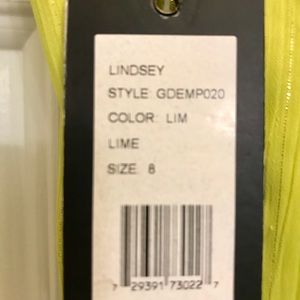 LINDSEY
STYLE: GDEMP020
COLOR: LIM
LIME
SIZE: 8
7 29391 73022 7